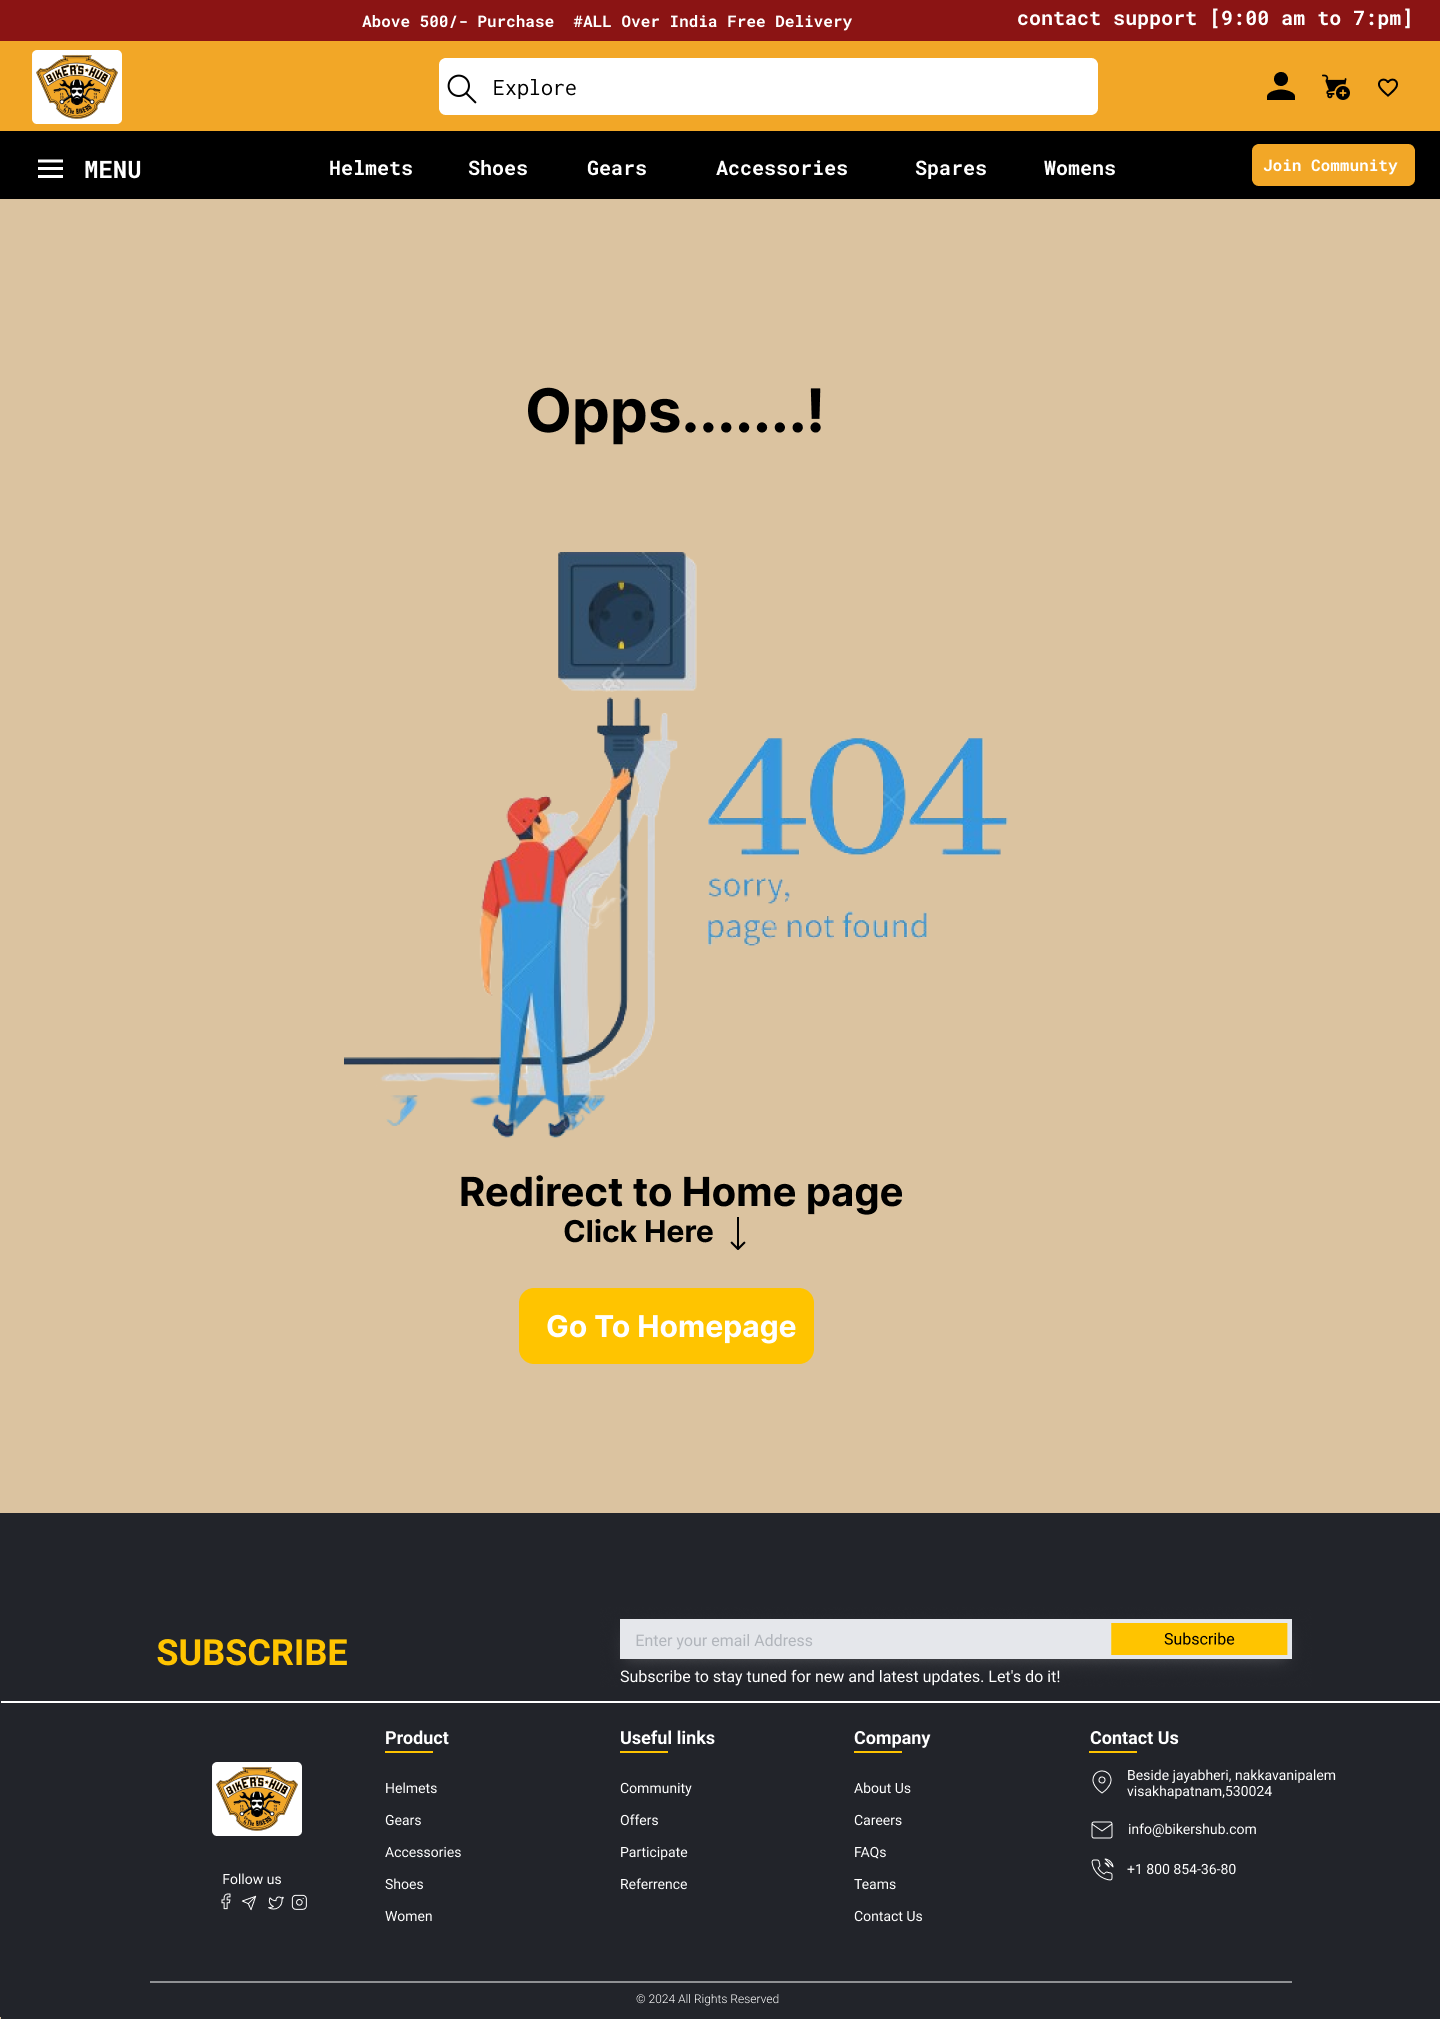 Above 500/- Purchase #ALL Over India Free Delivery
contact support [9:00 am to 7:pm]
BIKER'S-HUB
Explore
MENU
Helmets
Shoes
Gears
Accessories
Spares
Womens
Join Community
Opps.......!
404
sorry,
page not found
Redirect to Home page
Click Here
Go To Homepage
SUBSCRIBE
Enter your email Address
Subscribe
Subscribe to stay tuned for new and latest updates. Let's do it!
BIKER'S-HUB
Follow us
Product
Helmets
Gears
Accessories
Shoes
Women
Useful links
Community
Offers
Participate
Referrence
Company
About Us
Careers
FAQs
Teams
Contact Us
Contact Us
Beside jayabheri, nakkavanipalem
visakhapatnam,530024
info@bikershub.com
+1 800 854-36-80
© 2024 All Rights Reserved